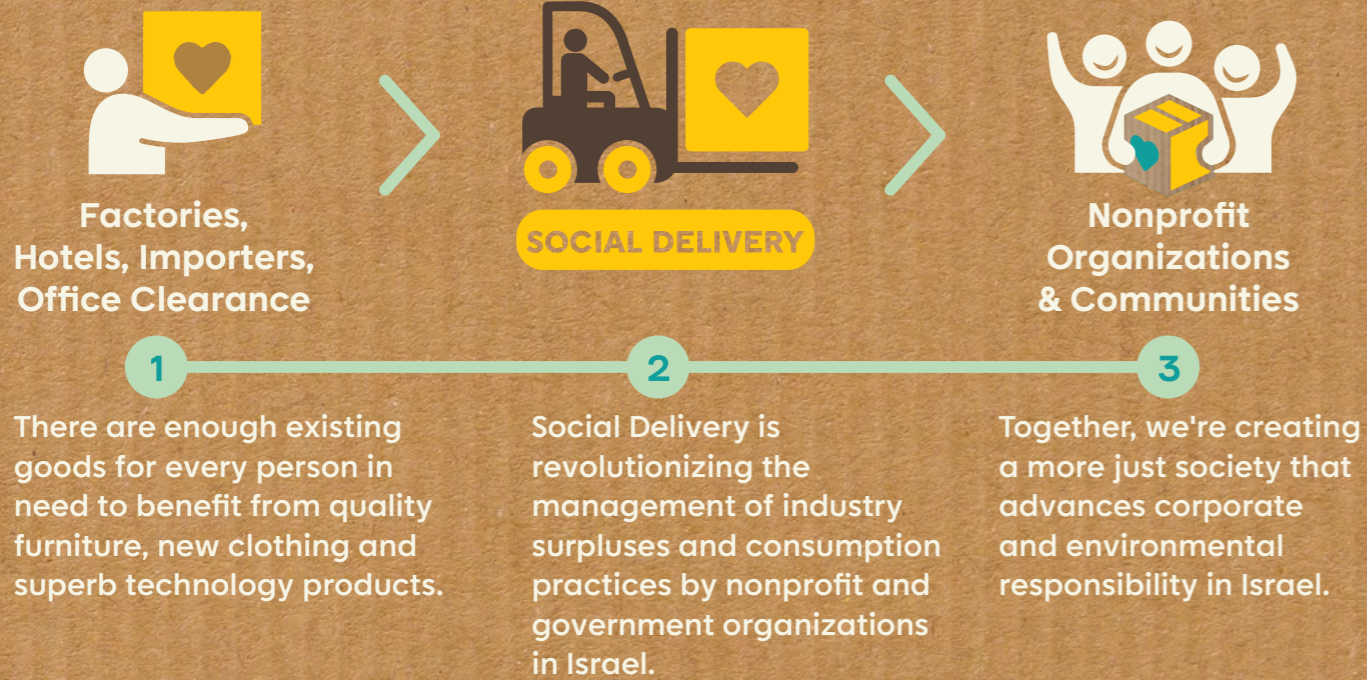 Factories,
Hotels, Importers,
Office Clearance
SOCIAL DELIVERY
Nonprofit
Organizations
& Communities
1
2
3
There are enough existing
goods for every person in
need to benefit from quality
furniture, new clothing and
superb technology products.
Social Delivery is
revolutionizing the
management of industry
surpluses and consumption
practices by nonprofit and
government organizations
in Israel.
Together, we're creating
a more just society that
advances corporate
and environmental
responsibility in Israel.